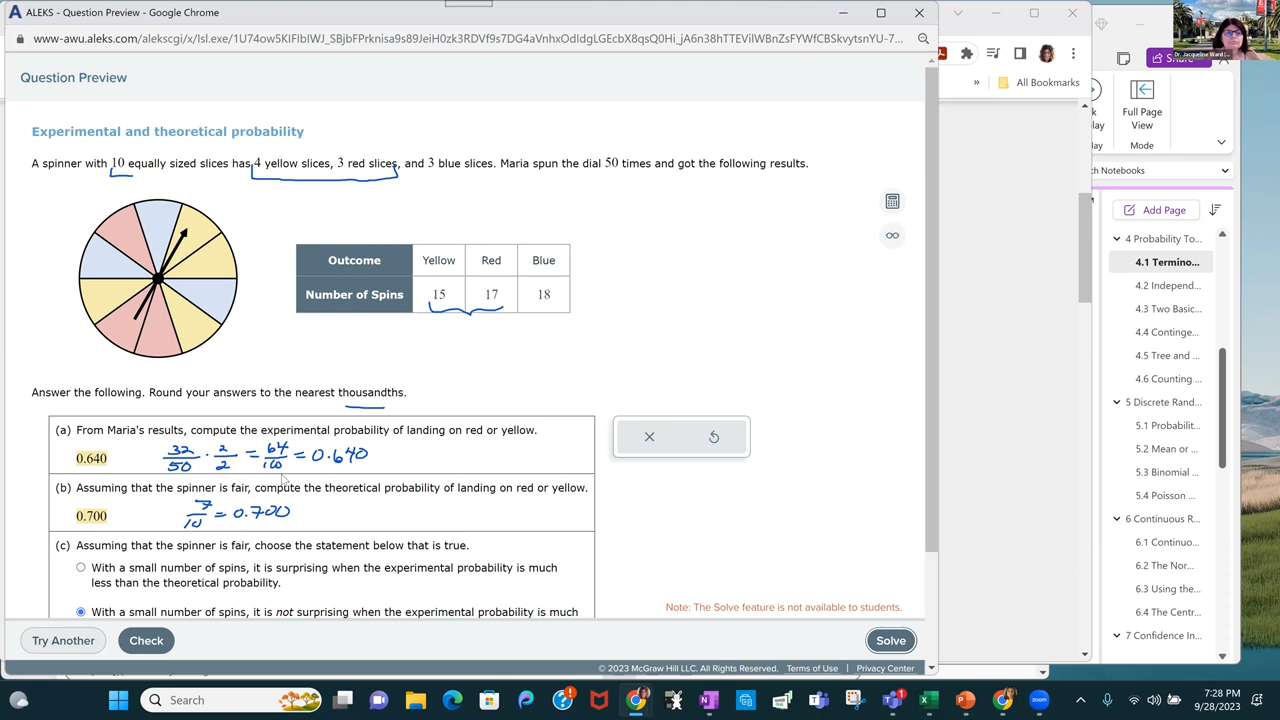 ALEKS - Question Preview - Google Chrome
Question Preview
Dr. Jacqueline Ward (...
Share
All Bookmarks
Full Page
View
Mode
ch Notebooks
Add Page
Experimental and theoretical probability
A spinner with 10 equally sized slices has 4 yellow slices, 3 red slices, and 3 blue slices. Maria spun the dial 50 times and got the following results.
Outcome Yellow Red Blue
Number of Spins 15 17 18
Answer the following. Round your answers to the nearest thousandths.
(a) From Maria's results, compute the experimental probability of landing on red or yellow.
0.640 32/50 · 2/2 = 64/100 = 0.640
(b) Assuming that the spinner is fair, compute the theoretical probability of landing on red or yellow.
0.700 7/10 = 0.700
(c) Assuming that the spinner is fair, choose the statement below that is true.
With a small number of spins, it is surprising when the experimental probability is much
less than the theoretical probability.
With a small number of spins, it is not surprising when the experimental probability is much
Note: The Solve feature is not available to students.
Try Another
Check
Solve
© 2023 McGraw Hill LLC. All Rights Reserved. Terms of Use | Privacy Center
4 Probability To...
4.1 Termino...
4.2 Independ...
4.3 Two Basic...
4.4 Continge...
4.5 Tree and ...
4.6 Counting ...
5 Discrete Rand...
5.1 Probabilit...
5.2 Mean or ...
5.3 Binomial ...
5.4 Poisson ...
6 Continuous R...
6.1 Continuo...
6.2 The Nor...
6.3 Using the...
6.4 The Centr...
7 Confidence In...
Search
7:28 PM
9/28/2023